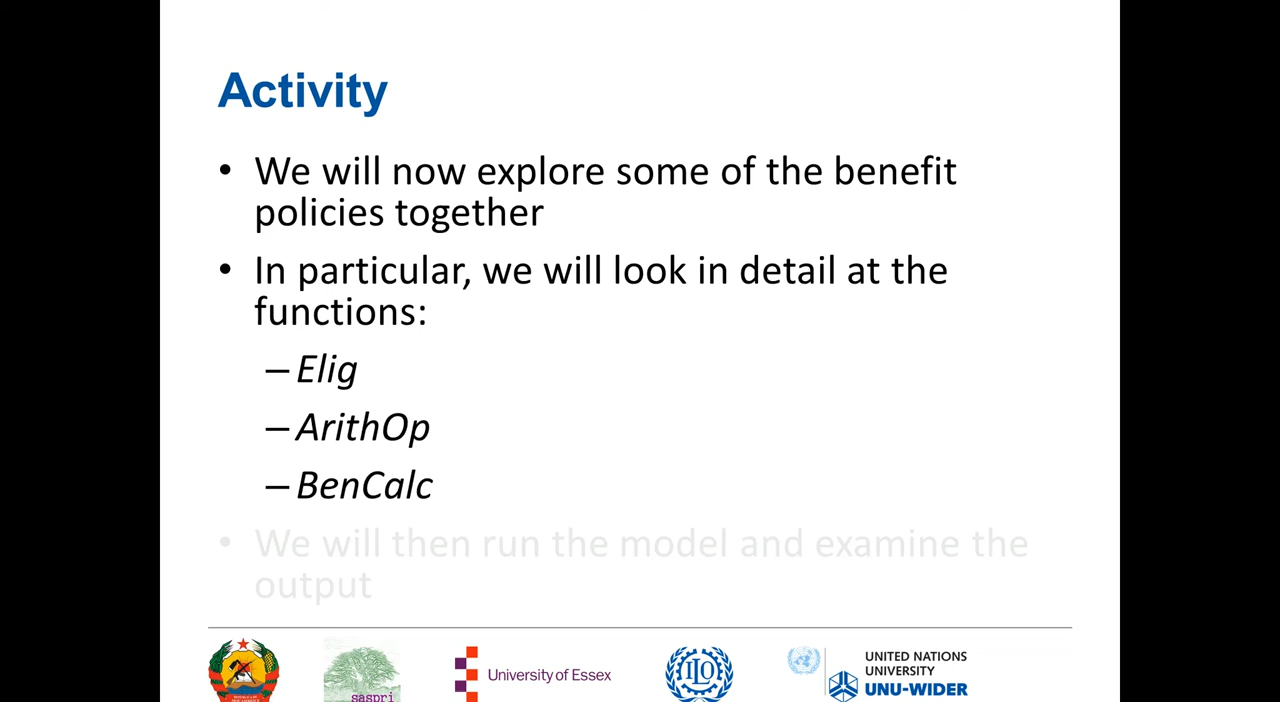 Activity
• We will now explore some of the benefit
policies together
• In particular, we will look in detail at the
functions:
– Elig
– ArithOp
– BenCalc
• We will then run the model and examine the
output
saspri
University of Essex
ILO
UNITED NATIONS
UNIVERSITY
UNU-WIDER